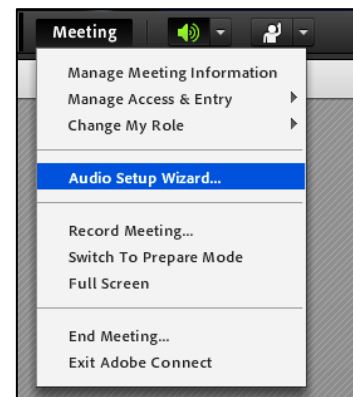 Meeting
Manage Meeting Information
Manage Access & Entry
Change My Role
Audio Setup Wizard...
Record Meeting...
Switch To Prepare Mode
Full Screen
End Meeting...
Exit Adobe Connect